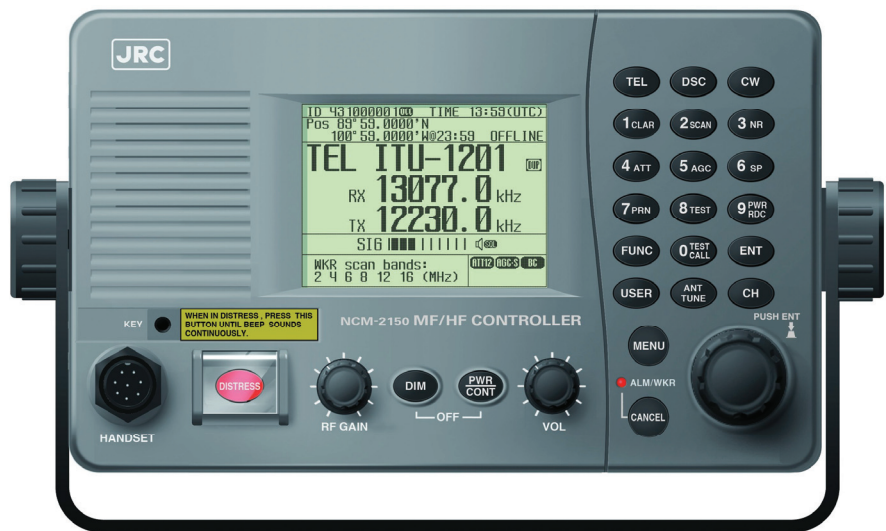 JRC
ID 431000001
TIME 13:59(UTC)
Pos 89°59.0000'N
100°59.0000'W@23:59 OFFLINE
TEL ITU-1201 DUP
RX 13077.0 kHz
TX 12230.0 kHz
SIG SQL
WKR scan bands:
2 4 6 8 12 16 (MHz)
ATT12 AGC-S BC
TEL DSC CW
1 CLAR 2 SCAN 3 NR
4 ATT 5 AGC 6 SP
7 PRN 8 TEST 9 PWR RDC
FUNC 0 TEST CALL ENT
USER ANT TUNE CH
PUSH ENT
MENU
ALM/WKR
CANCEL
KEY
WHEN IN DISTRESS , PRESS THIS
BUTTON UNTIL BEEP SOUNDS
CONTINUOUSLY.
NCM-2150 MF/HF CONTROLLER
HANDSET
DISTRESS
RF GAIN
DIM
PWR
CONT
OFF
VOL